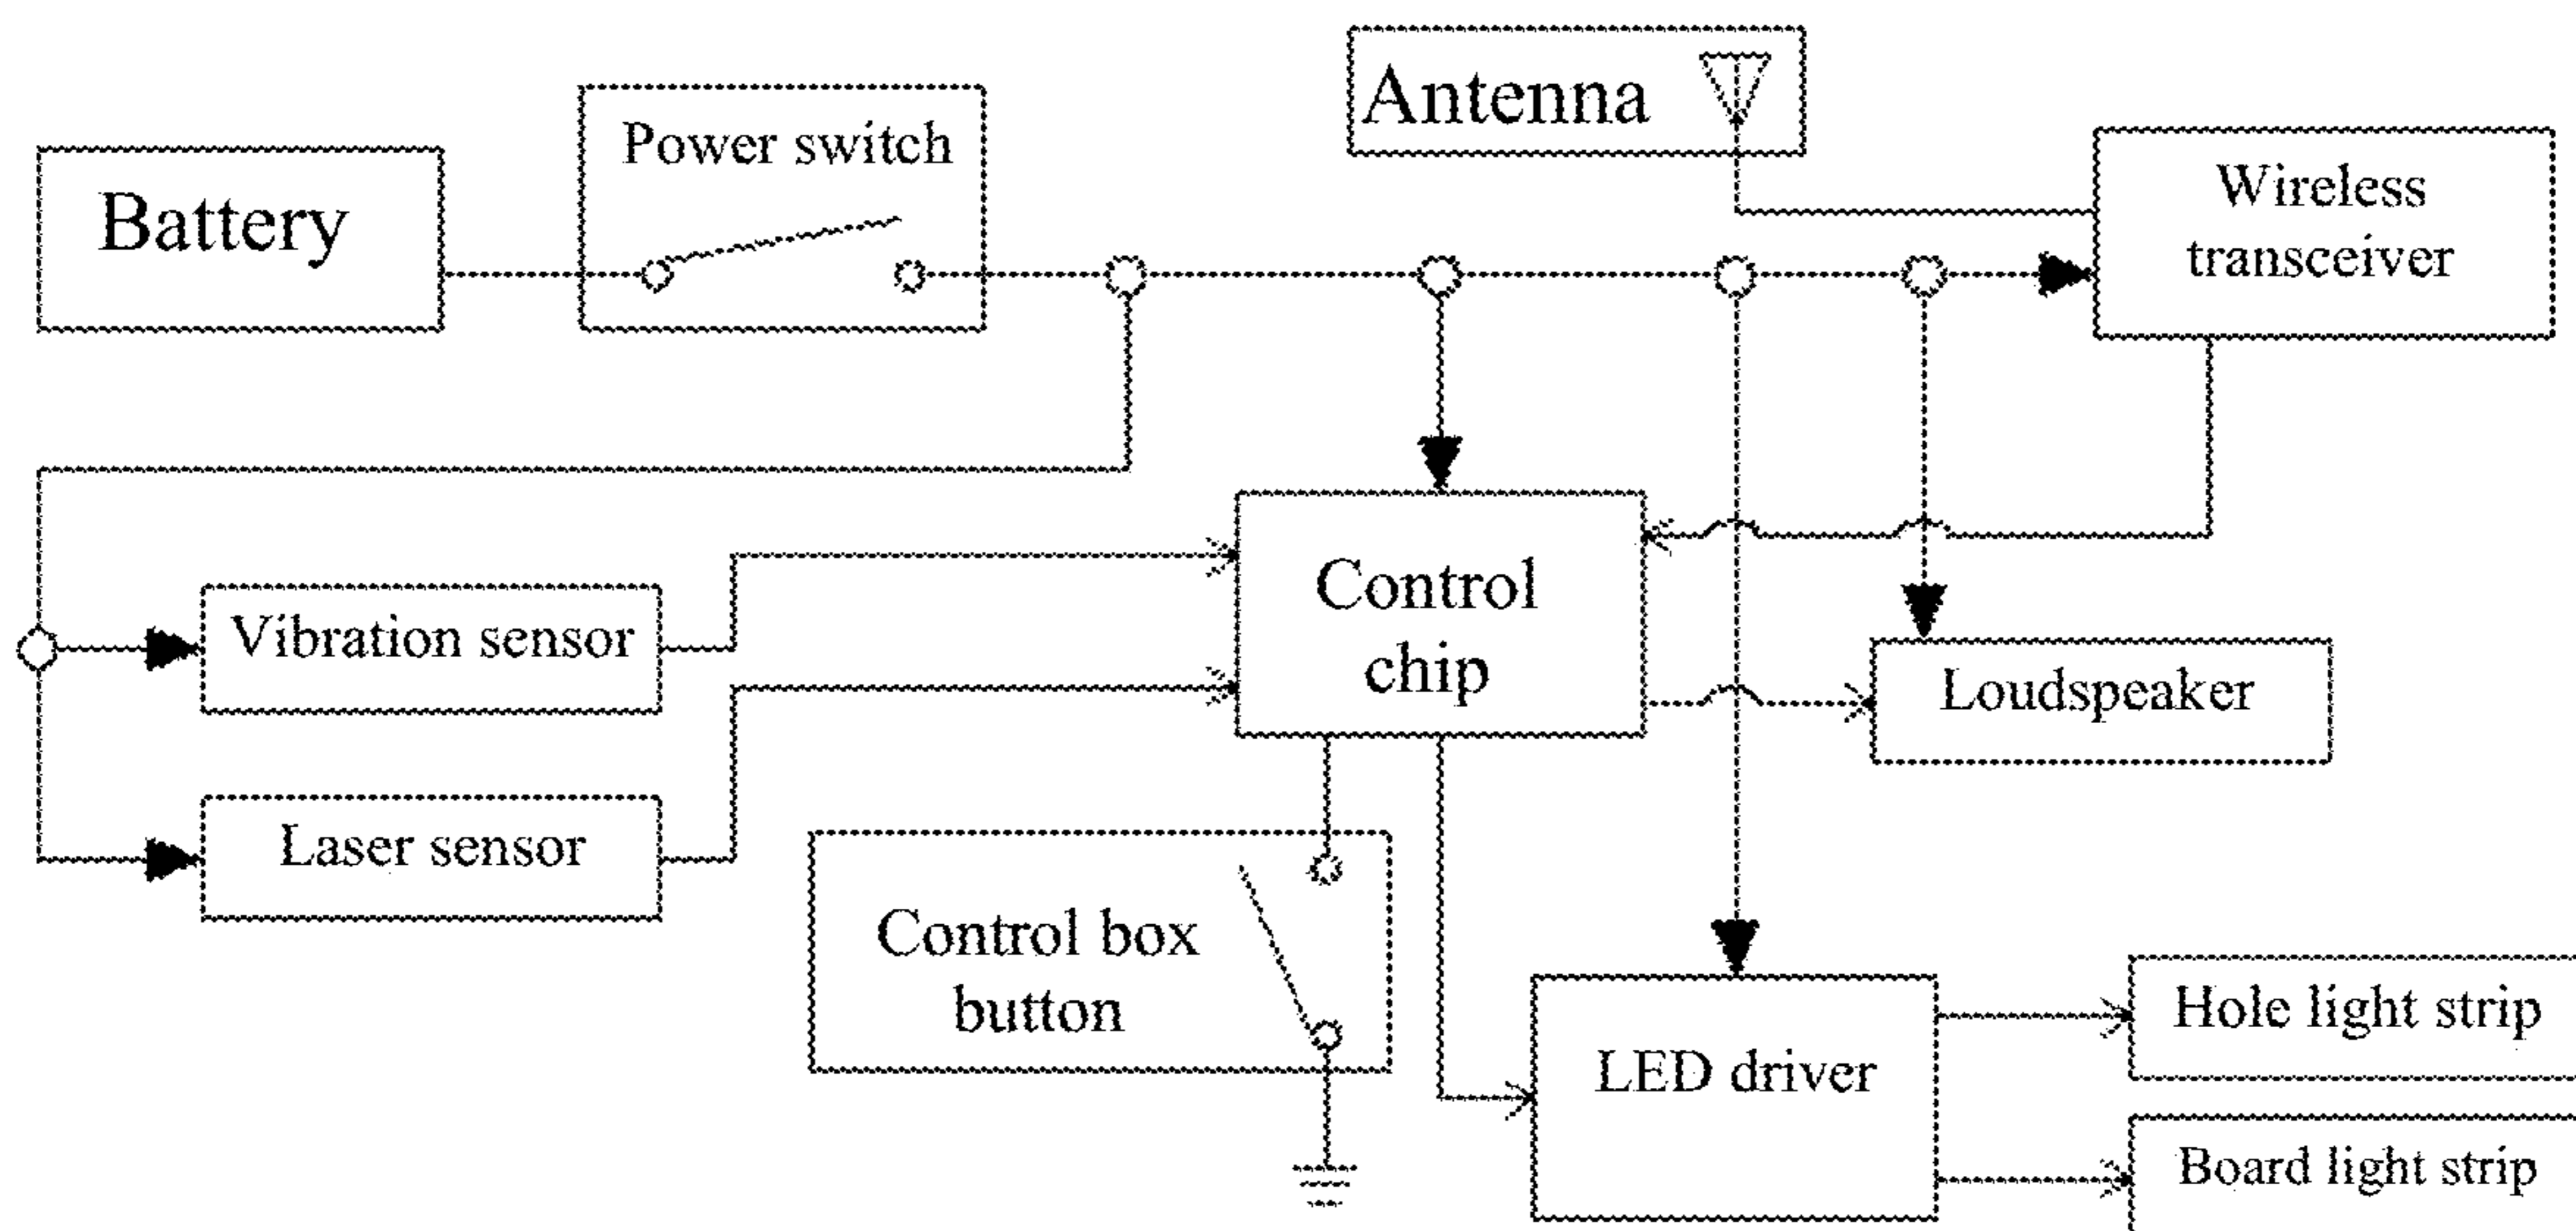 Antenna
Power switch
Battery
Wireless
transceiver
Control
chip
Vibration sensor
Loudspeaker
Laser sensor
Control box
button
LED driver
Hole light strip
Board light strip